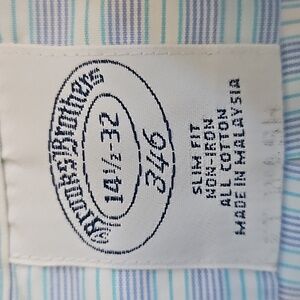 Brooks Brothers
14½-32
346
SLIM FIT
NON-IRON
ALL COTTON
MADE IN MALAYSIA